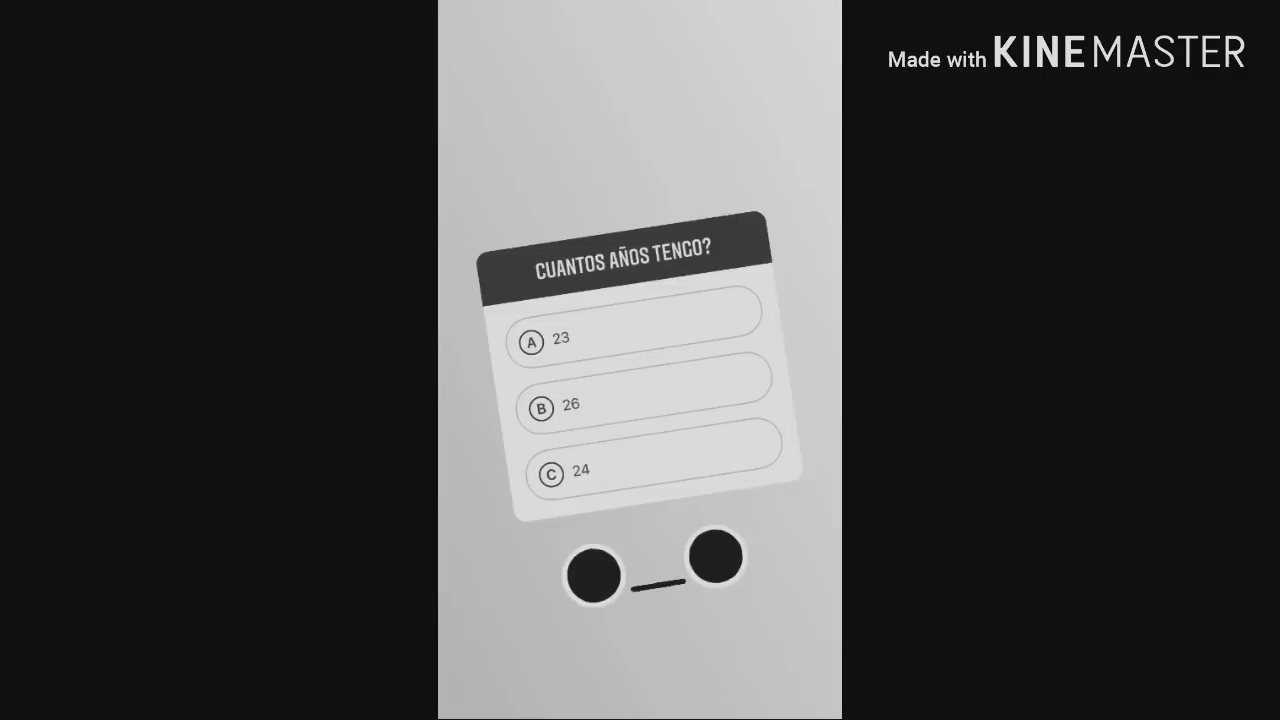 Made with KINEMASTER
CUANTOS AÑOS TENGO?
A 23
B 26
C 24